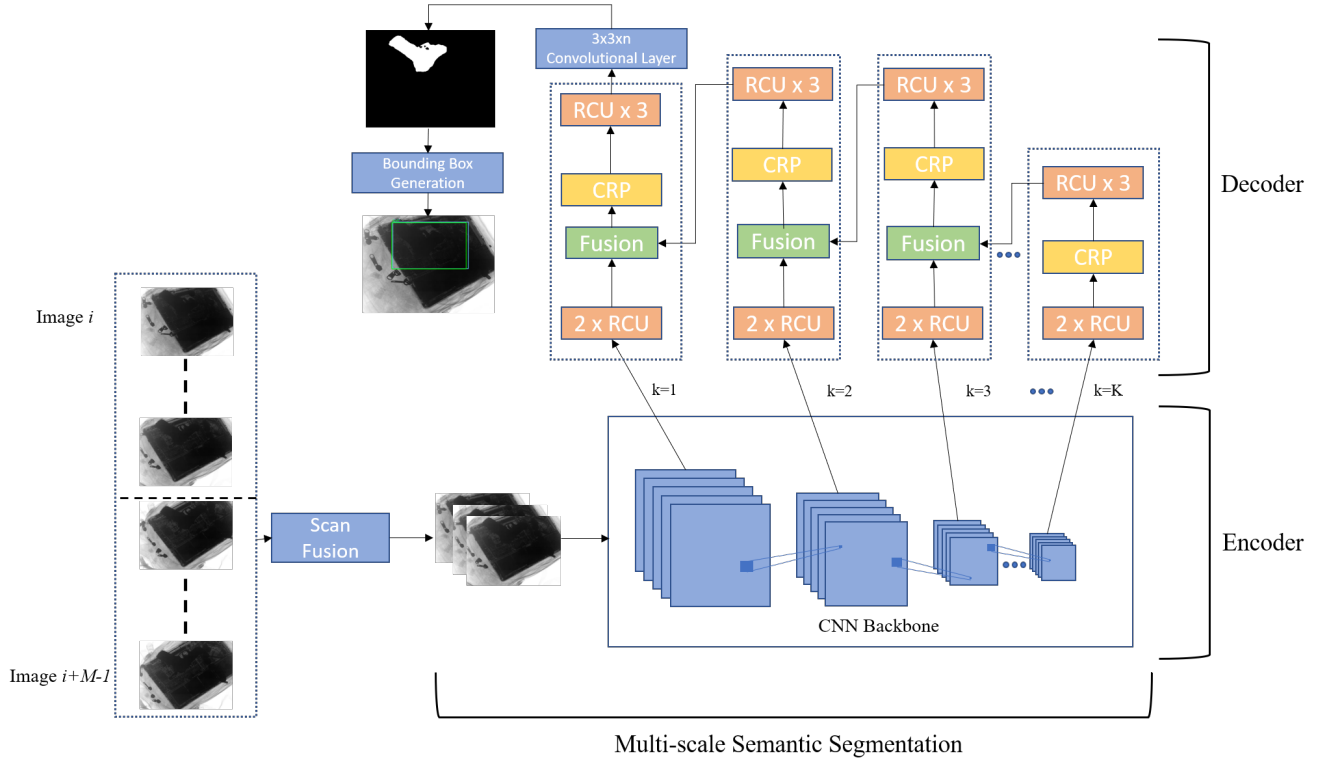 3x3xn
Convolutional Layer
RCU x 3
CRP
Fusion
2 x RCU
RCU x 3
CRP
Fusion
2 x RCU
RCU x 3
CRP
Fusion
2 x RCU
RCU x 3
CRP
2 x RCU
Decoder
Bounding Box
Generation
k=1
k=2
k=3
k=K
Image i
Image i+M-1
Scan
Fusion
CNN Backbone
Encoder
Multi-scale Semantic Segmentation